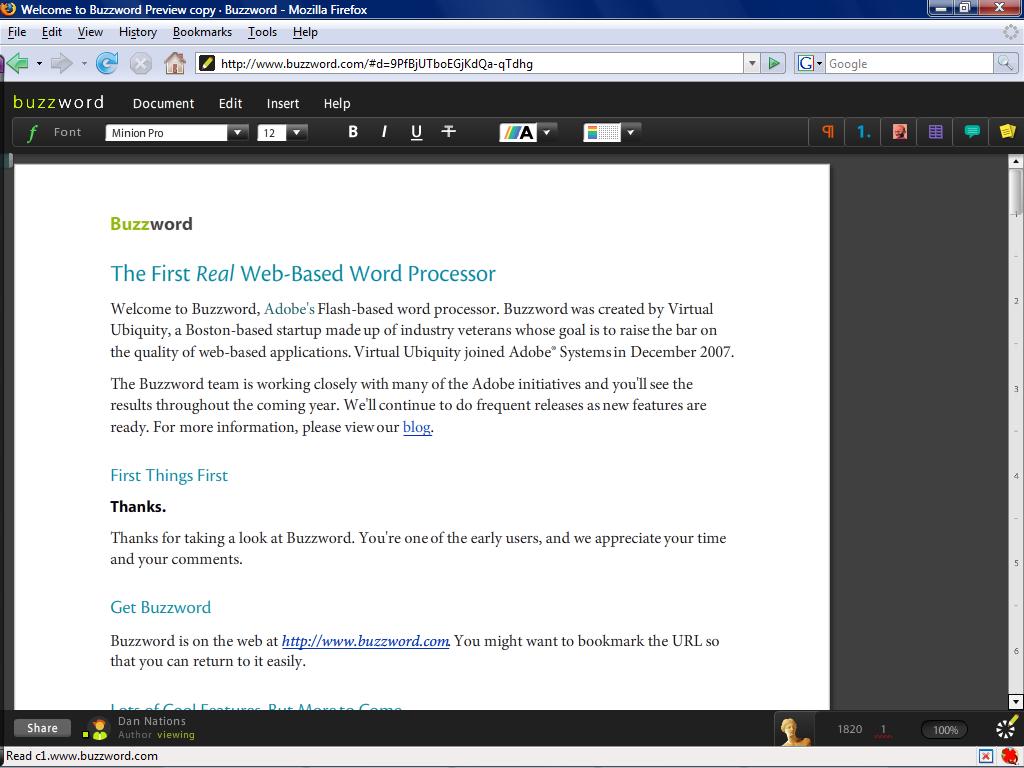 Welcome to Buzzword Preview copy · Buzzword - Mozilla Firefox
File Edit View History Bookmarks Tools Help
http://www.buzzword.com/#d=9PfBjUTboEGjKdQa-qTdhg
G Google
buzzword Document Edit Insert Help
f Font Minion Pro 12 B I U T A ¶ 1.
Buzzword
The First Real Web-Based Word Processor
Welcome to Buzzword, Adobe's Flash-based word processor. Buzzword was created by Virtual
Ubiquity, a Boston-based startup made up of industry veterans whose goal is to raise the bar on
the quality of web-based applications. Virtual Ubiquity joined Adobe® Systems in December 2007.
The Buzzword team is working closely with many of the Adobe initiatives and you'll see the
results throughout the coming year. We'll continue to do frequent releases as new features are
ready. For more information, please view our blog.
First Things First
Thanks.
Thanks for taking a look at Buzzword. You're one of the early users, and we appreciate your time
and your comments.
Get Buzzword
Buzzword is on the web at http://www.buzzword.com. You might want to bookmark the URL so
that you can return to it easily.
Lots of Cool Features, But More to Come
1
2
3
4
5
6
Share Dan Nations
Author viewing
1820 1 100%
Read c1.www.buzzword.com